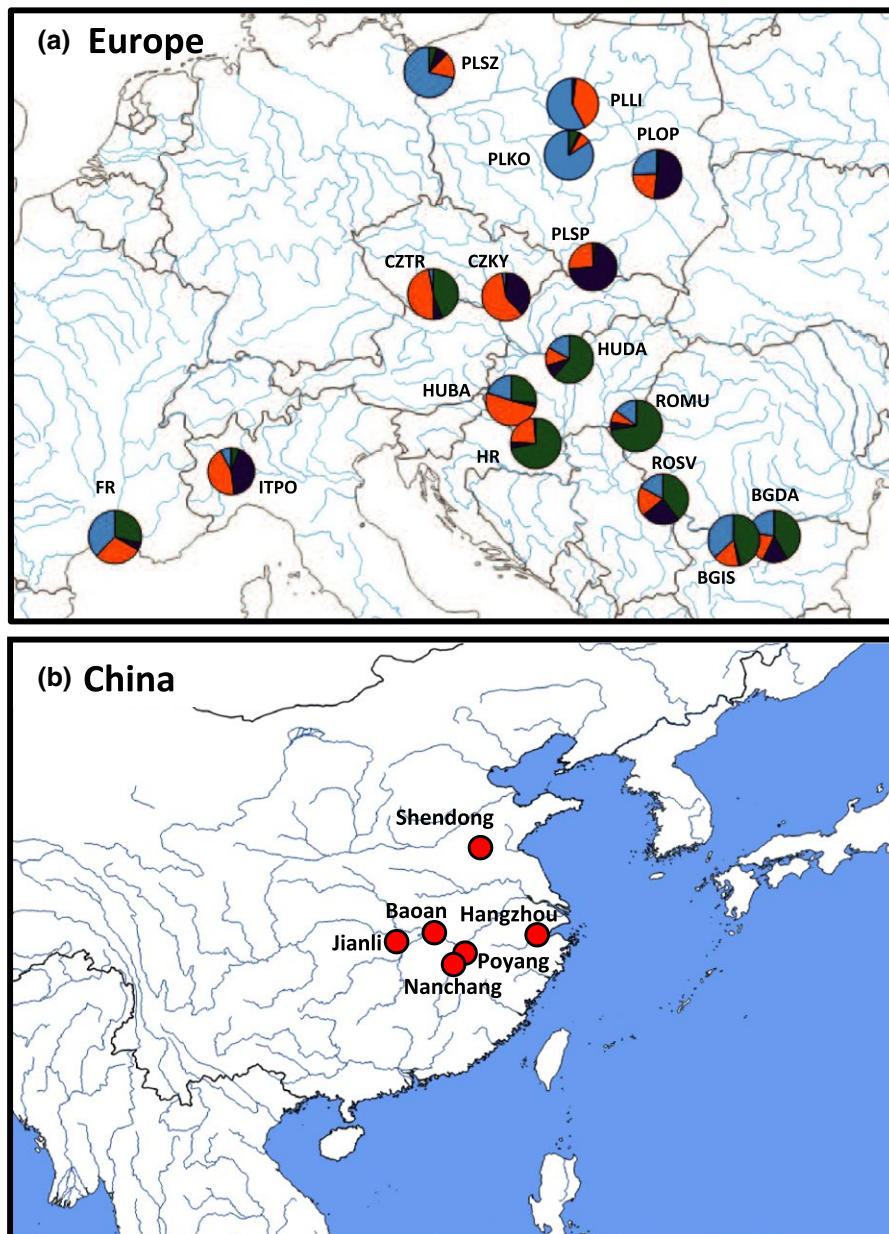 (a) Europe
PLSZ
PLLI
PLOP
PLKO
PLSP
CZTR
CZKY
HUDA
HUBA
ROMU
HR
ROSV
BGDA
FR
ITPO
BGIS
(b) China
Shendong
Baoan
Hangzhou
Jianli
Poyang
Nanchang